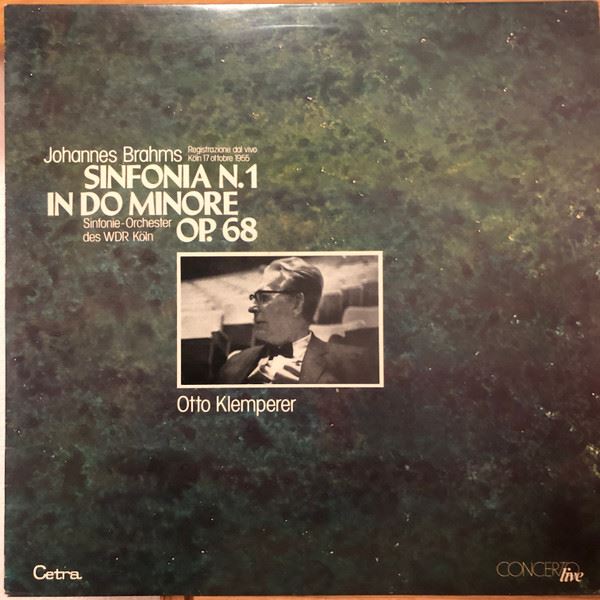 Johannes Brahms
Registrazione dal vivo
Köln 17 ottobre 1955
SINFONIA N.1
IN DO MINORE
Sinfonie-Orchester
des WDR Köln
OP. 68
Otto Klemperer
Cetra
CONCERTO
live